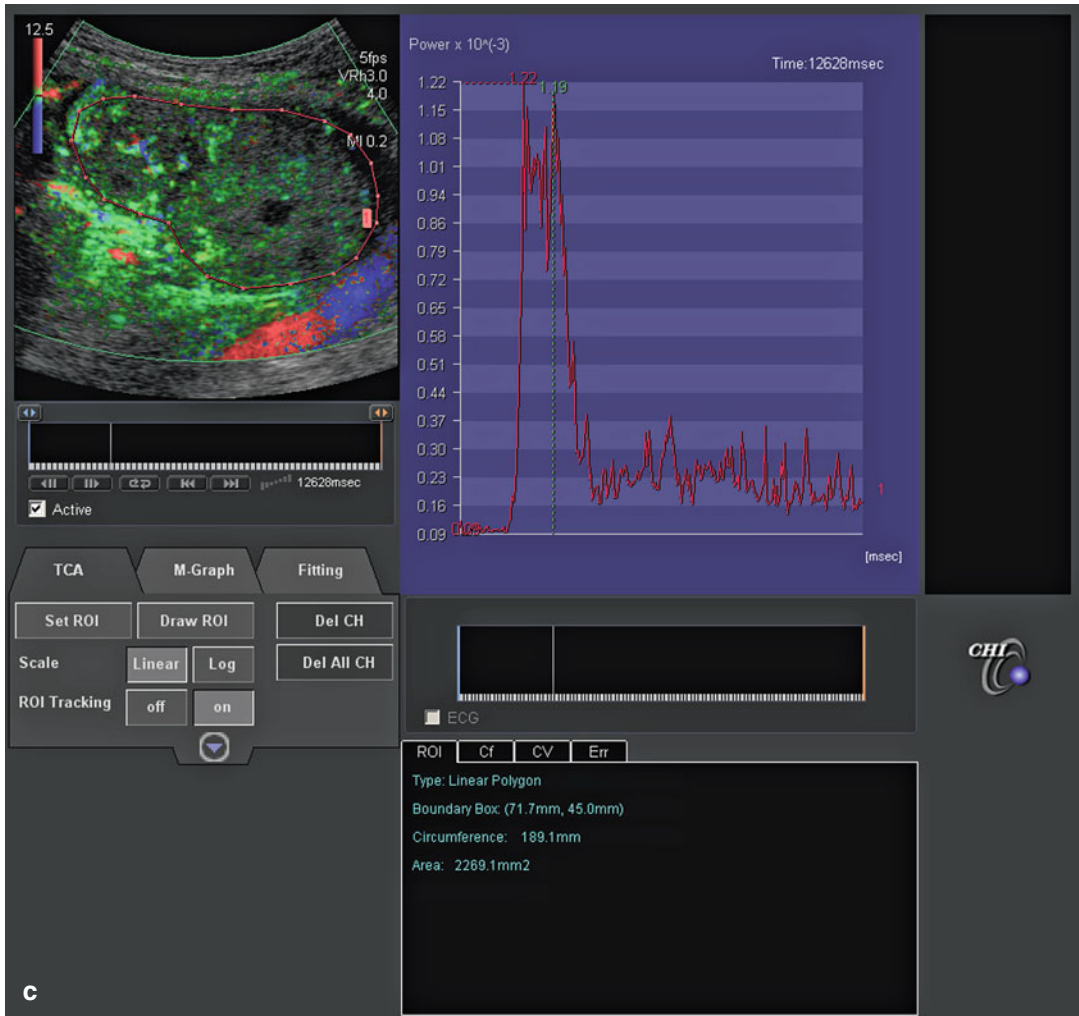 12.5
5fps
VRh3.0
4.0
MI 0.2
1
12628msec
Active
TCA M-Graph Fitting
Set ROI Draw ROI Del CH
Scale Linear Log Del All CH
ROI Tracking off on
Power x 10^(-3)
Time:12628msec
1.22 1.22
1.19
1.15
1.08
1.01
0.94
0.86
0.79
0.72
0.65
0.58
0.51
0.44
0.37
0.30
0.23
0.16
1
0.09
[msec]
ECG
CHI
ROI Cf CV Err
Type: Linear Polygon
Boundary Box: (71.7mm, 45.0mm)
Circumference: 189.1mm
Area: 2269.1mm2
c